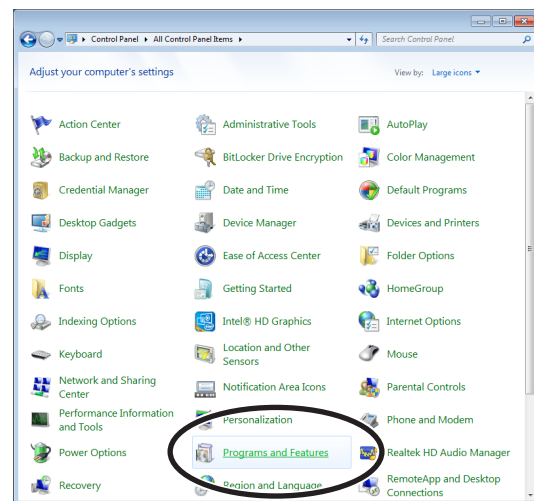 Control Panel ▸ All Control Panel Items ▸
Search Control Panel
Adjust your computer's settings
View by: Large icons
Action Center
Administrative Tools
AutoPlay
Backup and Restore
BitLocker Drive Encryption
Color Management
Credential Manager
Date and Time
Default Programs
Desktop Gadgets
Device Manager
Devices and Printers
Display
Ease of Access Center
Folder Options
Fonts
Getting Started
HomeGroup
Indexing Options
Intel® HD Graphics
Internet Options
Keyboard
Location and Other
Sensors
Mouse
Network and Sharing
Center
Notification Area Icons
Parental Controls
Performance Information
and Tools
Personalization
Phone and Modem
Power Options
Programs and Features
Realtek HD Audio Manager
Recovery
Region and Language
RemoteApp and Desktop
Connections